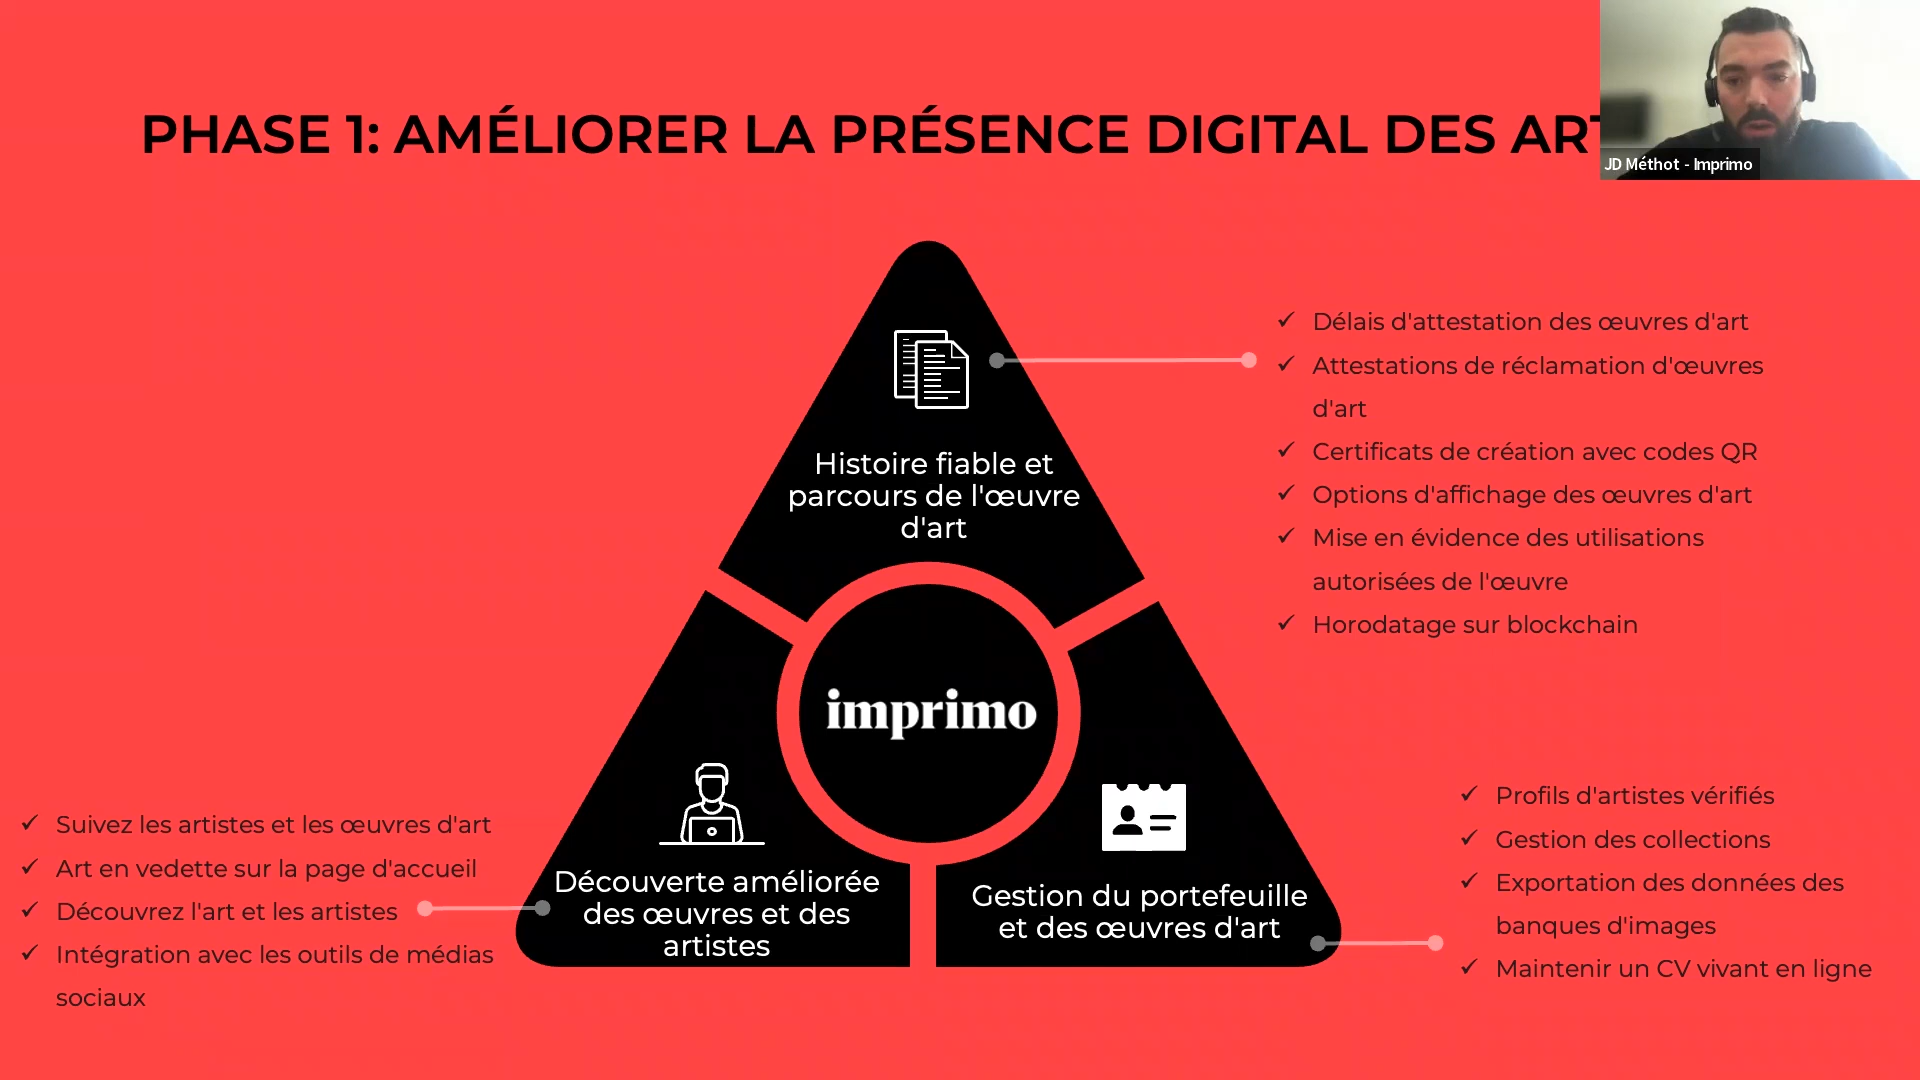 PHASE 1: AMÉLIORER LA PRÉSENCE DIGITAL DES
JD Méthot - Imprimo
Histoire fiable et
parcours de l'œuvre
d'art
Délais d'attestation des œuvres d'art
Attestations de réclamation d'œuvres
d'art
Certificats de création avec codes QR
Options d'affichage des œuvres d'art
Mise en évidence des utilisations
autorisées de l'œuvre
Horodatage sur blockchain
imprimo
Suivez les artistes et les œuvres d'art
Art en vedette sur la page d'accueil
Découvrez l'art et les artistes
Intégration avec les outils de médias
sociaux
Découverte améliorée
des œuvres et des
artistes
Gestion du portefeuille
et des œuvres d'art
Profils d'artistes vérifiés
Gestion des collections
Exportation des données des
banques d'images
Maintenir un CV vivant en ligne